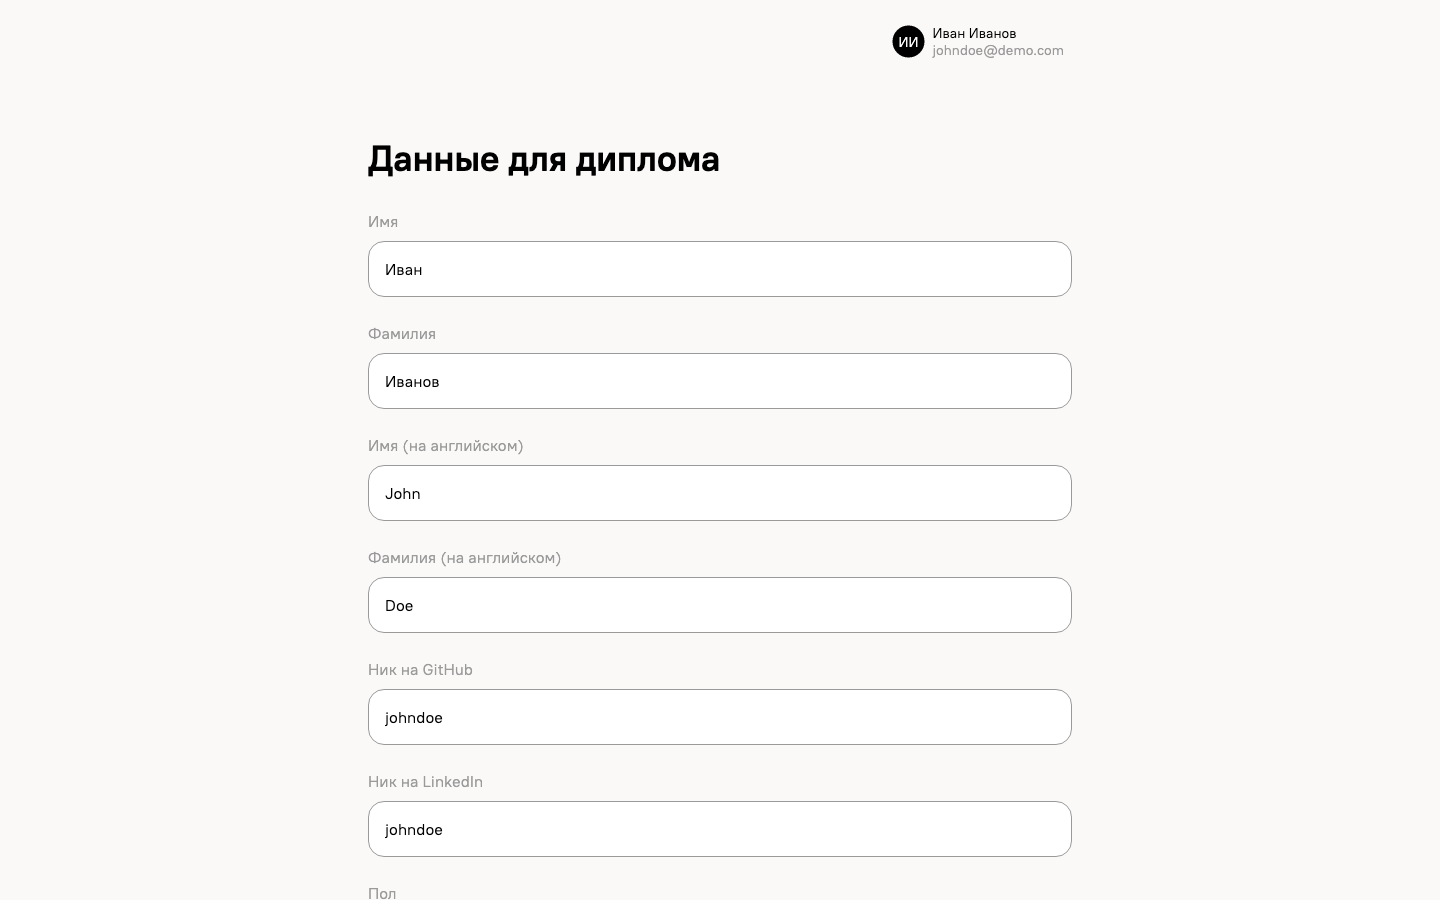 ИИ
Иван Иванов
johndoe@demo.com
Данные для диплома
Имя
Иван
Фамилия
Иванов
Имя (на английском)
John
Фамилия (на английском)
Doe
Ник на GitHub
johndoe
Ник на LinkedIn
johndoe
Пол